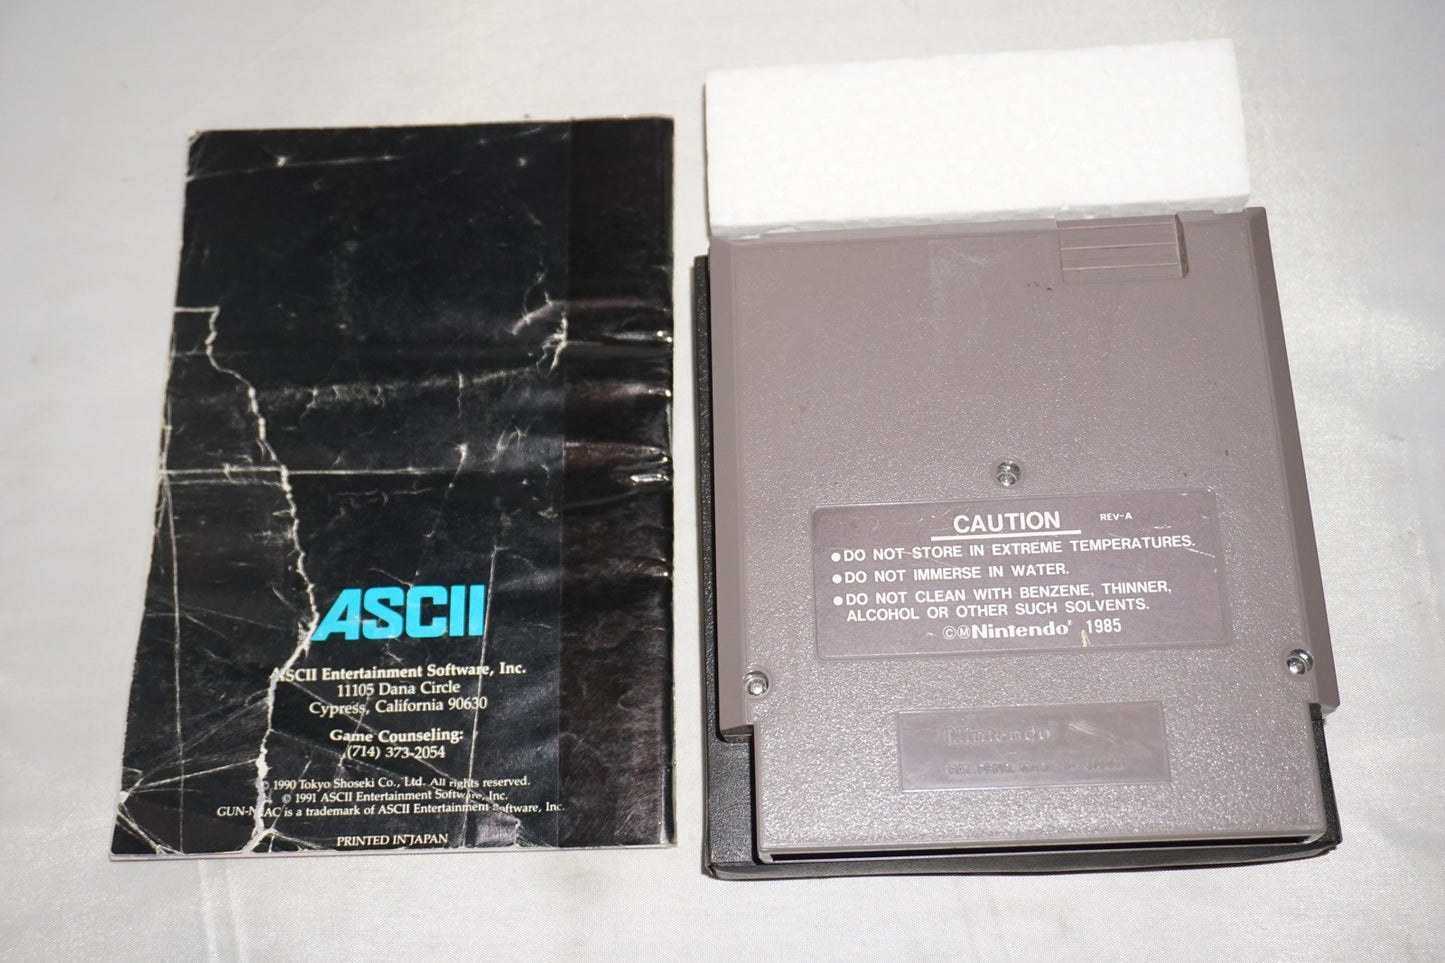 ASCII
ASCII Entertainment Software, Inc.
11105 Dana Circle
Cypress, California 90630
Game Counseling:
(714) 373-2054
© 1990 Tokyo Shoseki Co., Ltd. All rights reserved.
© 1991 ASCII Entertainment Software, Inc.
GUN-NAC is a trademark of ASCII Entertainment Software, Inc.
PRINTED IN JAPAN
CAUTION REV-A
●DO NOT STORE IN EXTREME TEMPERATURES.
●DO NOT IMMERSE IN WATER.
●DO NOT CLEAN WITH BENZENE, THINNER,
ALCOHOL OR OTHER SUCH SOLVENTS.
©ⓂNintendo® 1985
Nintendo